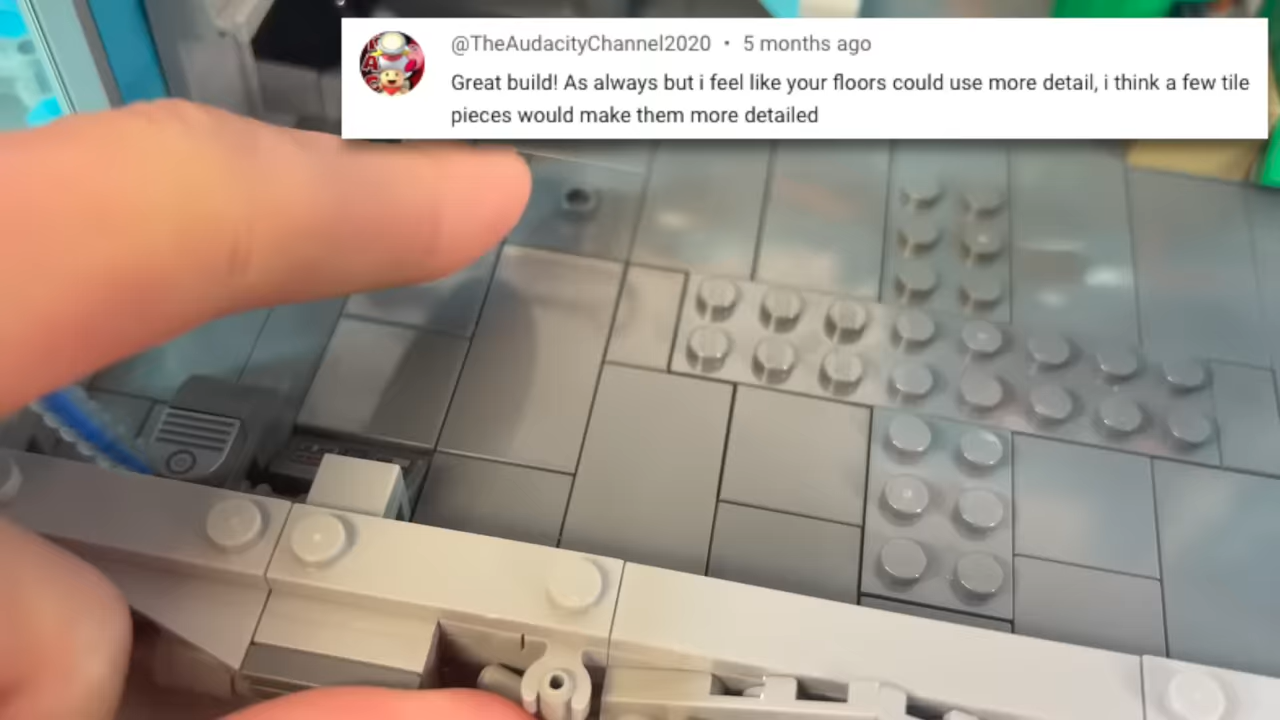 @TheAudacityChannel2020 • 5 months ago
Great build! As always but i feel like your floors could use more detail, i think a few tile
pieces would make them more detailed